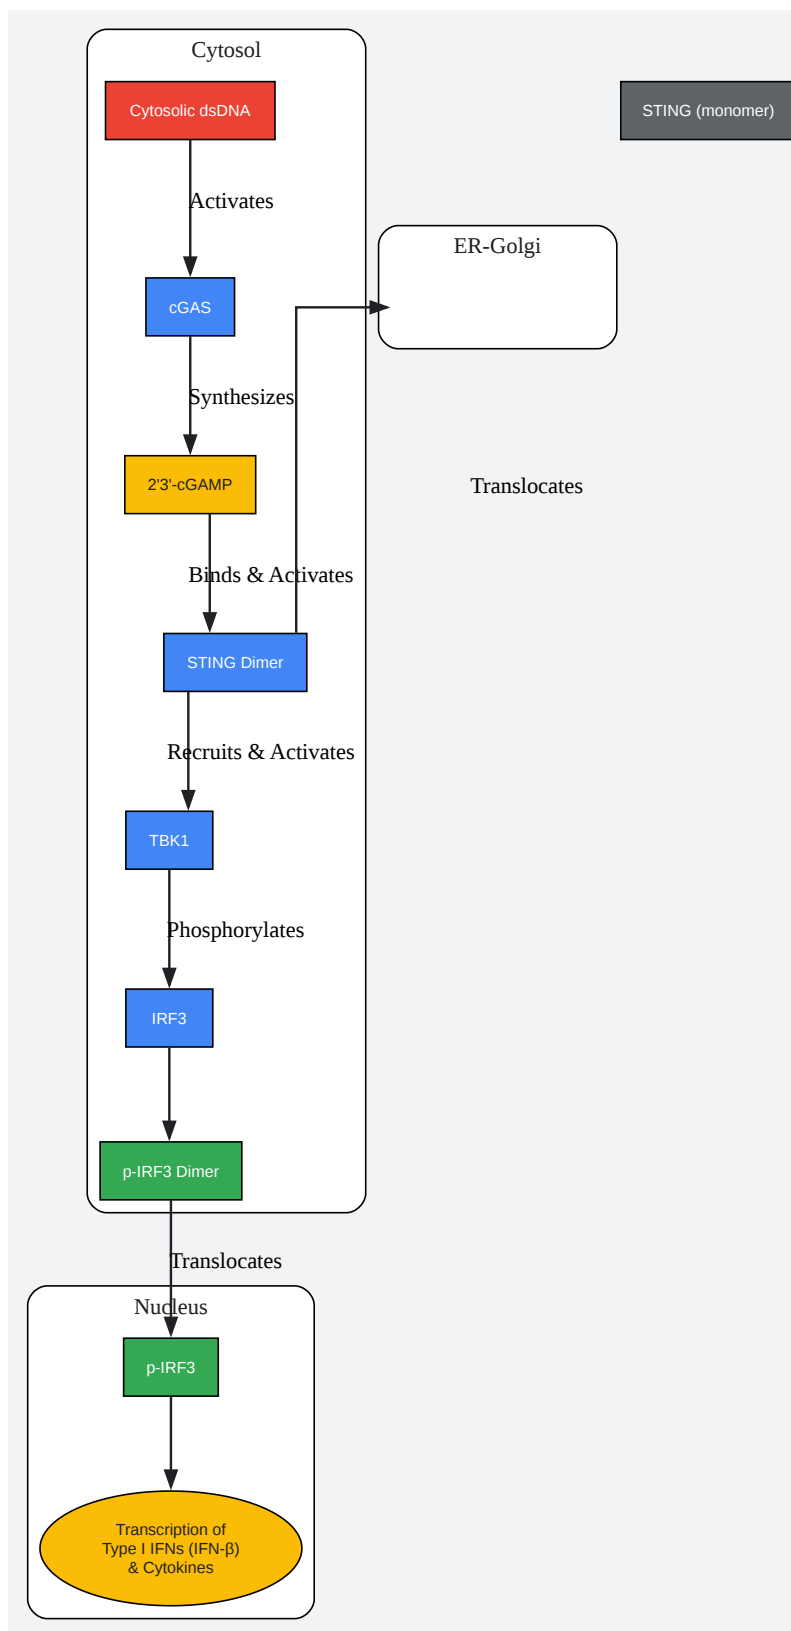 Cytosol
Cytosolic dsDNA
STING (monomer)
Activates
ER-Golgi
cGAS
Synthesizes
2'3'-cGAMP
Translocates
Binds & Activates
STING Dimer
Recruits & Activates
TBK1
Phosphorylates
IRF3
p-IRF3 Dimer
Translocates
Nucleus
p-IRF3
Transcription of
Type I IFNs (IFN-β)
& Cytokines